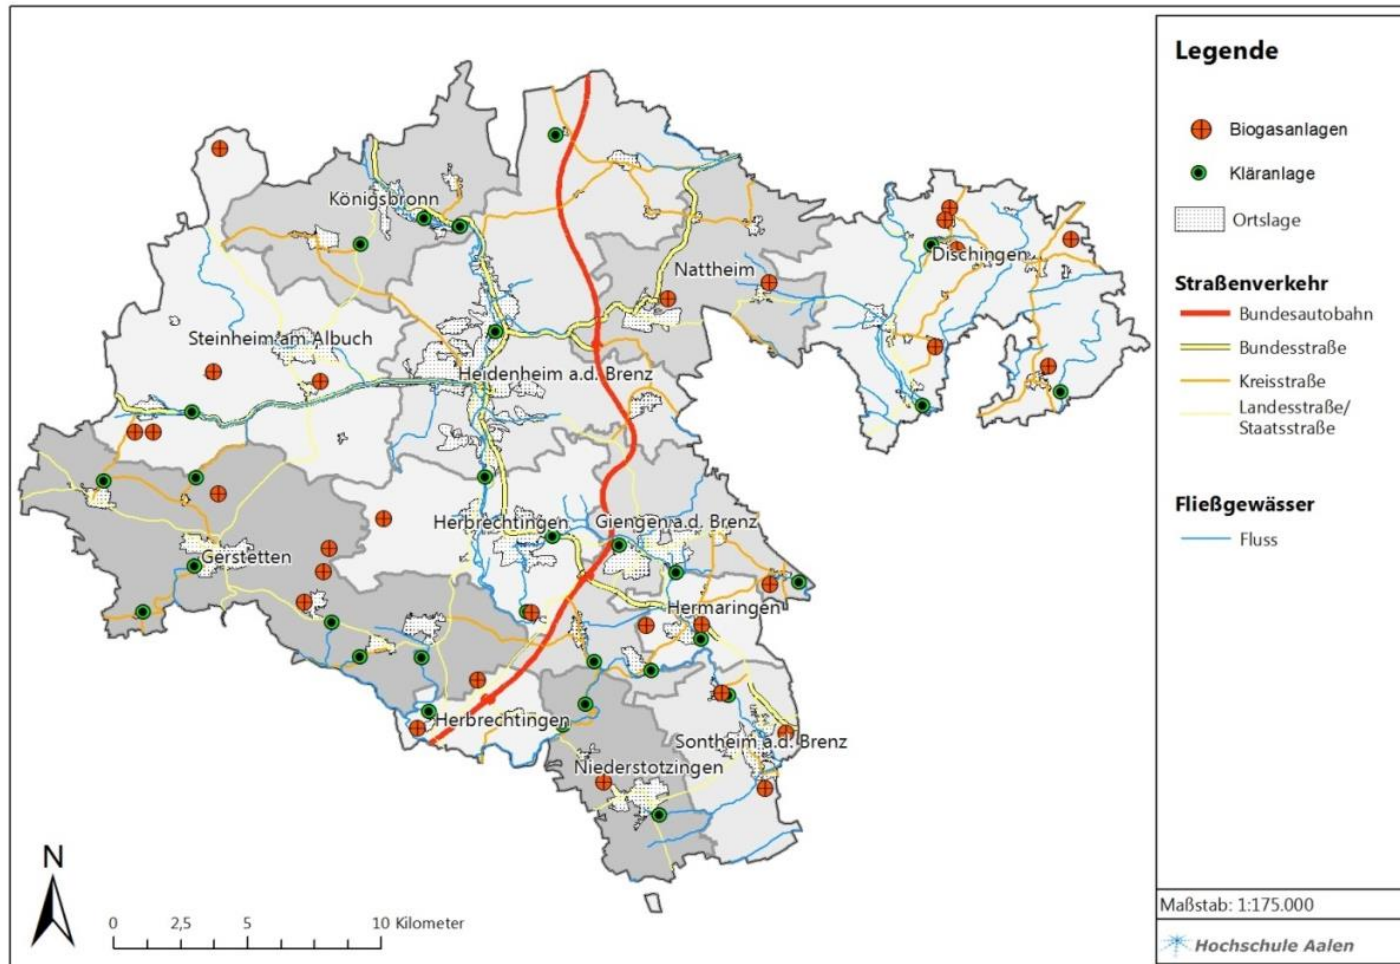 Königsbronn
Nattheim
Dischingen
Steinheim am Albuch
Heidenheim a.d. Brenz
Herbrechtingen
Giengen a.d. Brenz
Gerstetten
Hermaringen
Herbrechtingen
Sontheim a.d. Brenz
Niederstotzingen
N
0 2,5 5 10 Kilometer
Legende
Biogasanlagen
Kläranlage
Ortslage
Straßenverkehr
Bundesautobahn
Bundesstraße
Kreisstraße
Landesstraße/
Staatsstraße
Fließgewässer
Fluss
Maßstab: 1:175.000
Hochschule Aalen